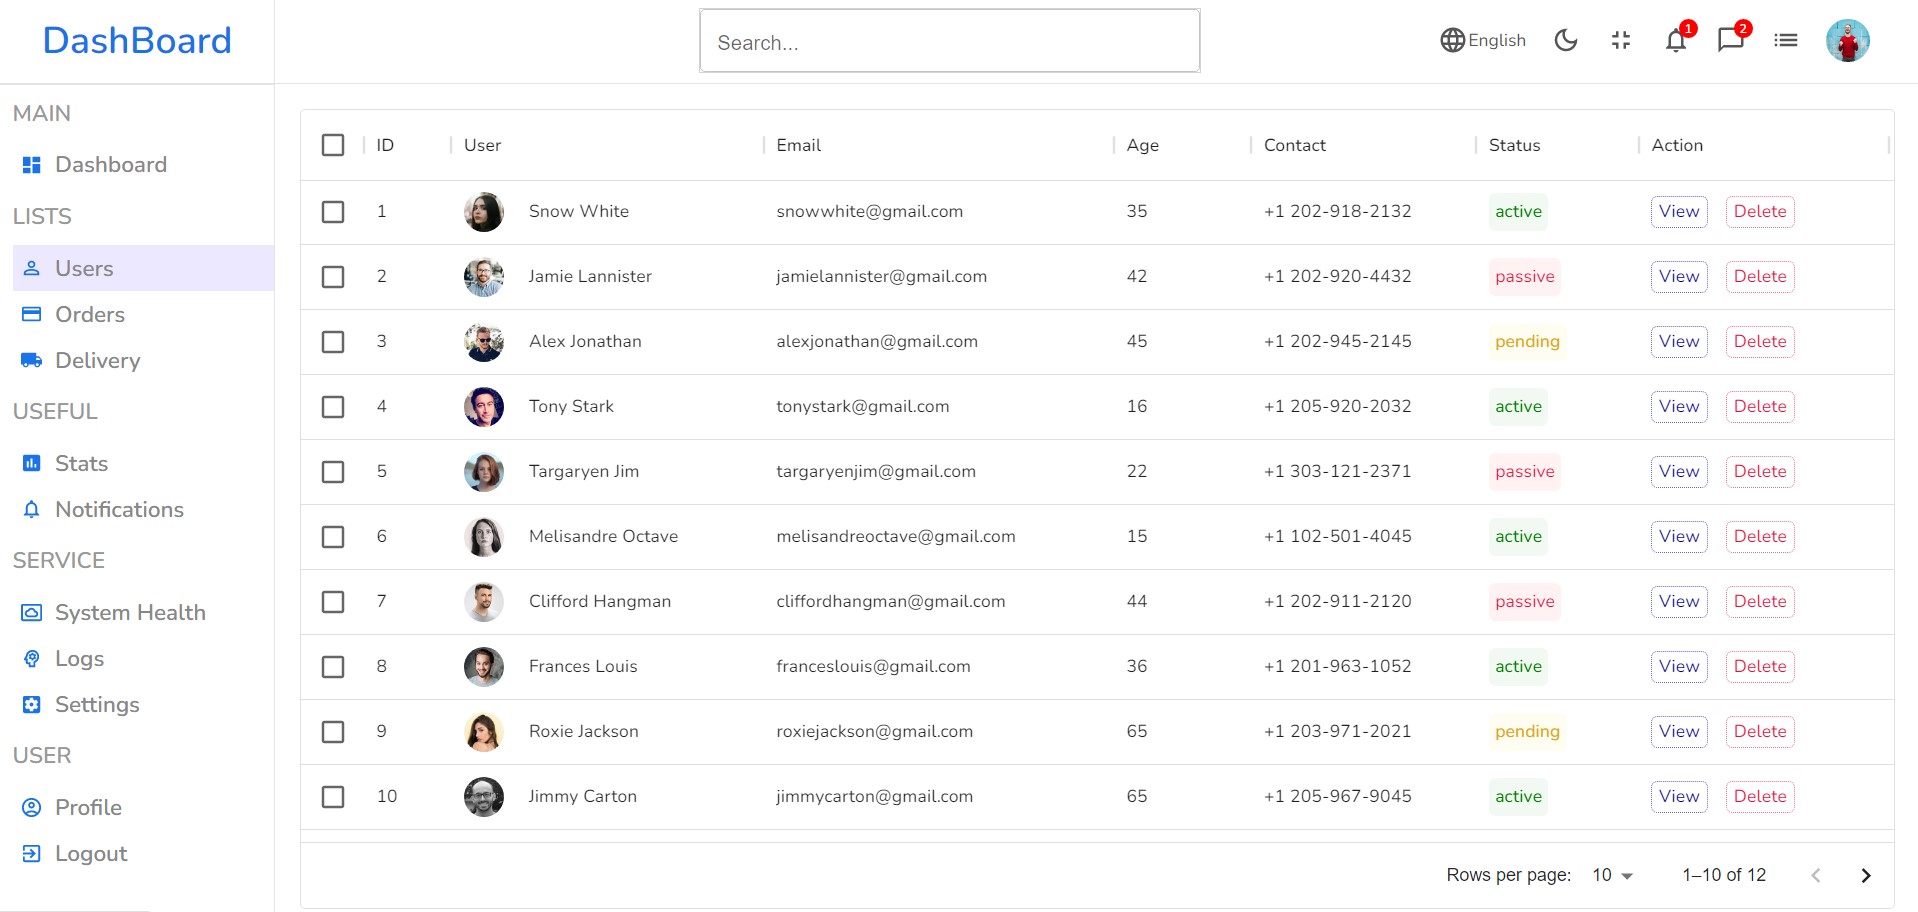 DashBoard
Search...
English
1
2
MAIN
Dashboard
LISTS
Users
Orders
Delivery
USEFUL
Stats
Notifications
SERVICE
System Health
Logs
Settings
USER
Profile
Logout
ID User Email Age Contact Status Action
1 Snow White snowwhite@gmail.com 35 +1 202-918-2132 active View Delete
2 Jamie Lannister jamielannister@gmail.com 42 +1 202-920-4432 passive View Delete
3 Alex Jonathan alexjonathan@gmail.com 45 +1 202-945-2145 pending View Delete
4 Tony Stark tonystark@gmail.com 16 +1 205-920-2032 active View Delete
5 Targaryen Jim targaryenjim@gmail.com 22 +1 303-121-2371 passive View Delete
6 Melisandre Octave melisandreoctave@gmail.com 15 +1 102-501-4045 active View Delete
7 Clifford Hangman cliffordhangman@gmail.com 44 +1 202-911-2120 passive View Delete
8 Frances Louis franceslouis@gmail.com 36 +1 201-963-1052 active View Delete
9 Roxie Jackson roxiejackson@gmail.com 65 +1 203-971-2021 pending View Delete
10 Jimmy Carton jimmycarton@gmail.com 65 +1 205-967-9045 active View Delete
Rows per page: 10 1–10 of 12